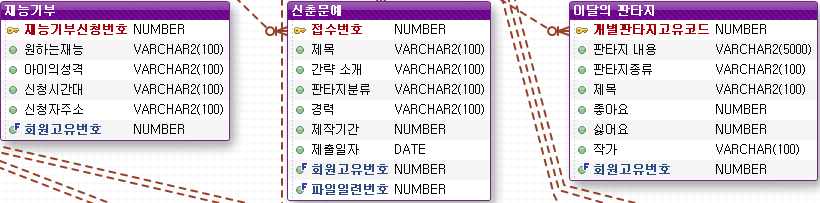 재능기부
재능기부신청번호 NUMBER
원하는재능 VARCHAR2(100)
아이의성격 VARCHAR2(100)
신청시간대 VARCHAR2(100)
신청자주소 VARCHAR2(100)
F 회원고유번호 NUMBER
신춘문예
접수번호 NUMBER
제목 VARCHAR2(100)
간략 소개 VARCHAR2(100)
판타지분류 VARCHAR2(100)
경력 VARCHAR2(100)
제작기간 NUMBER
제출일자 DATE
F 회원고유번호 NUMBER
F 파일일련번호 NUMBER
이달의 판타지
개별판타지고유코드 NUMBER
판타지 내용 VARCHAR2(5000)
판타지종류 VARCHAR2(100)
제목 VARCHAR2(100)
좋아요 NUMBER
싫어요 NUMBER
작가 VARCHAR(100)
F 회원고유번호 NUMBER